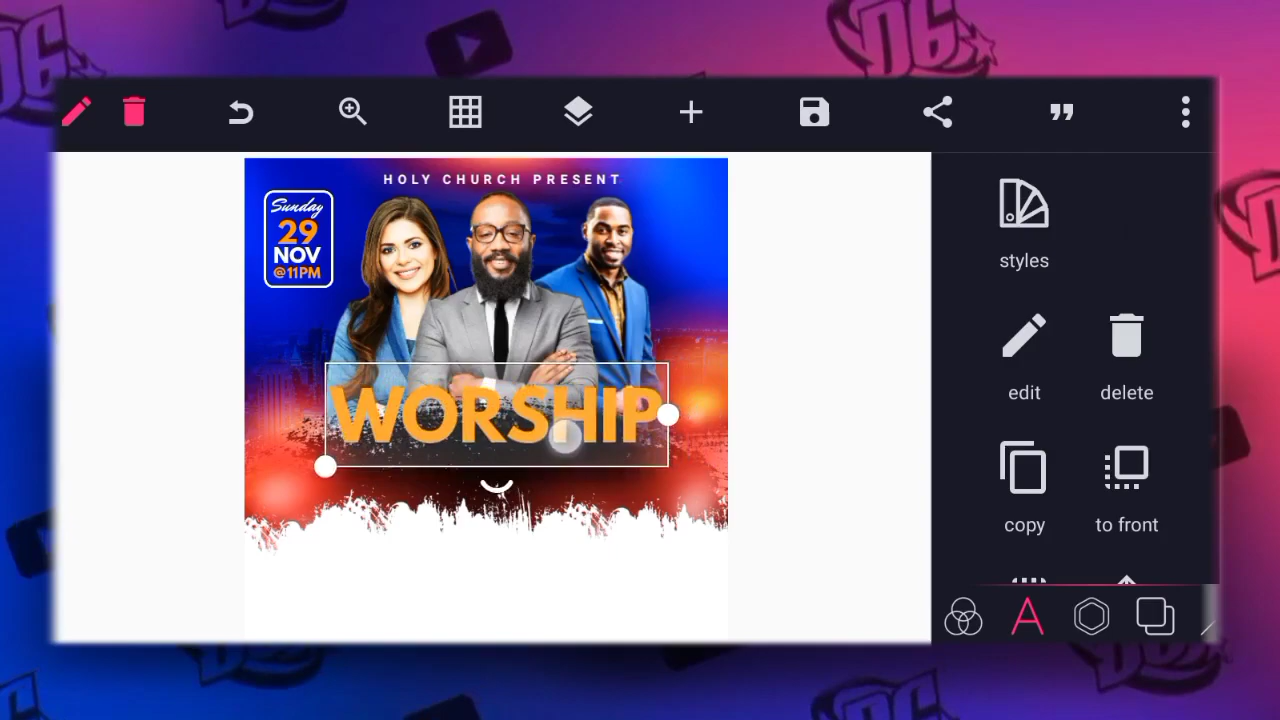 HOLY CHURCH PRESENT
Sunday
29
NOV
@11PM
WORSHIP
styles
edit
delete
copy
to front